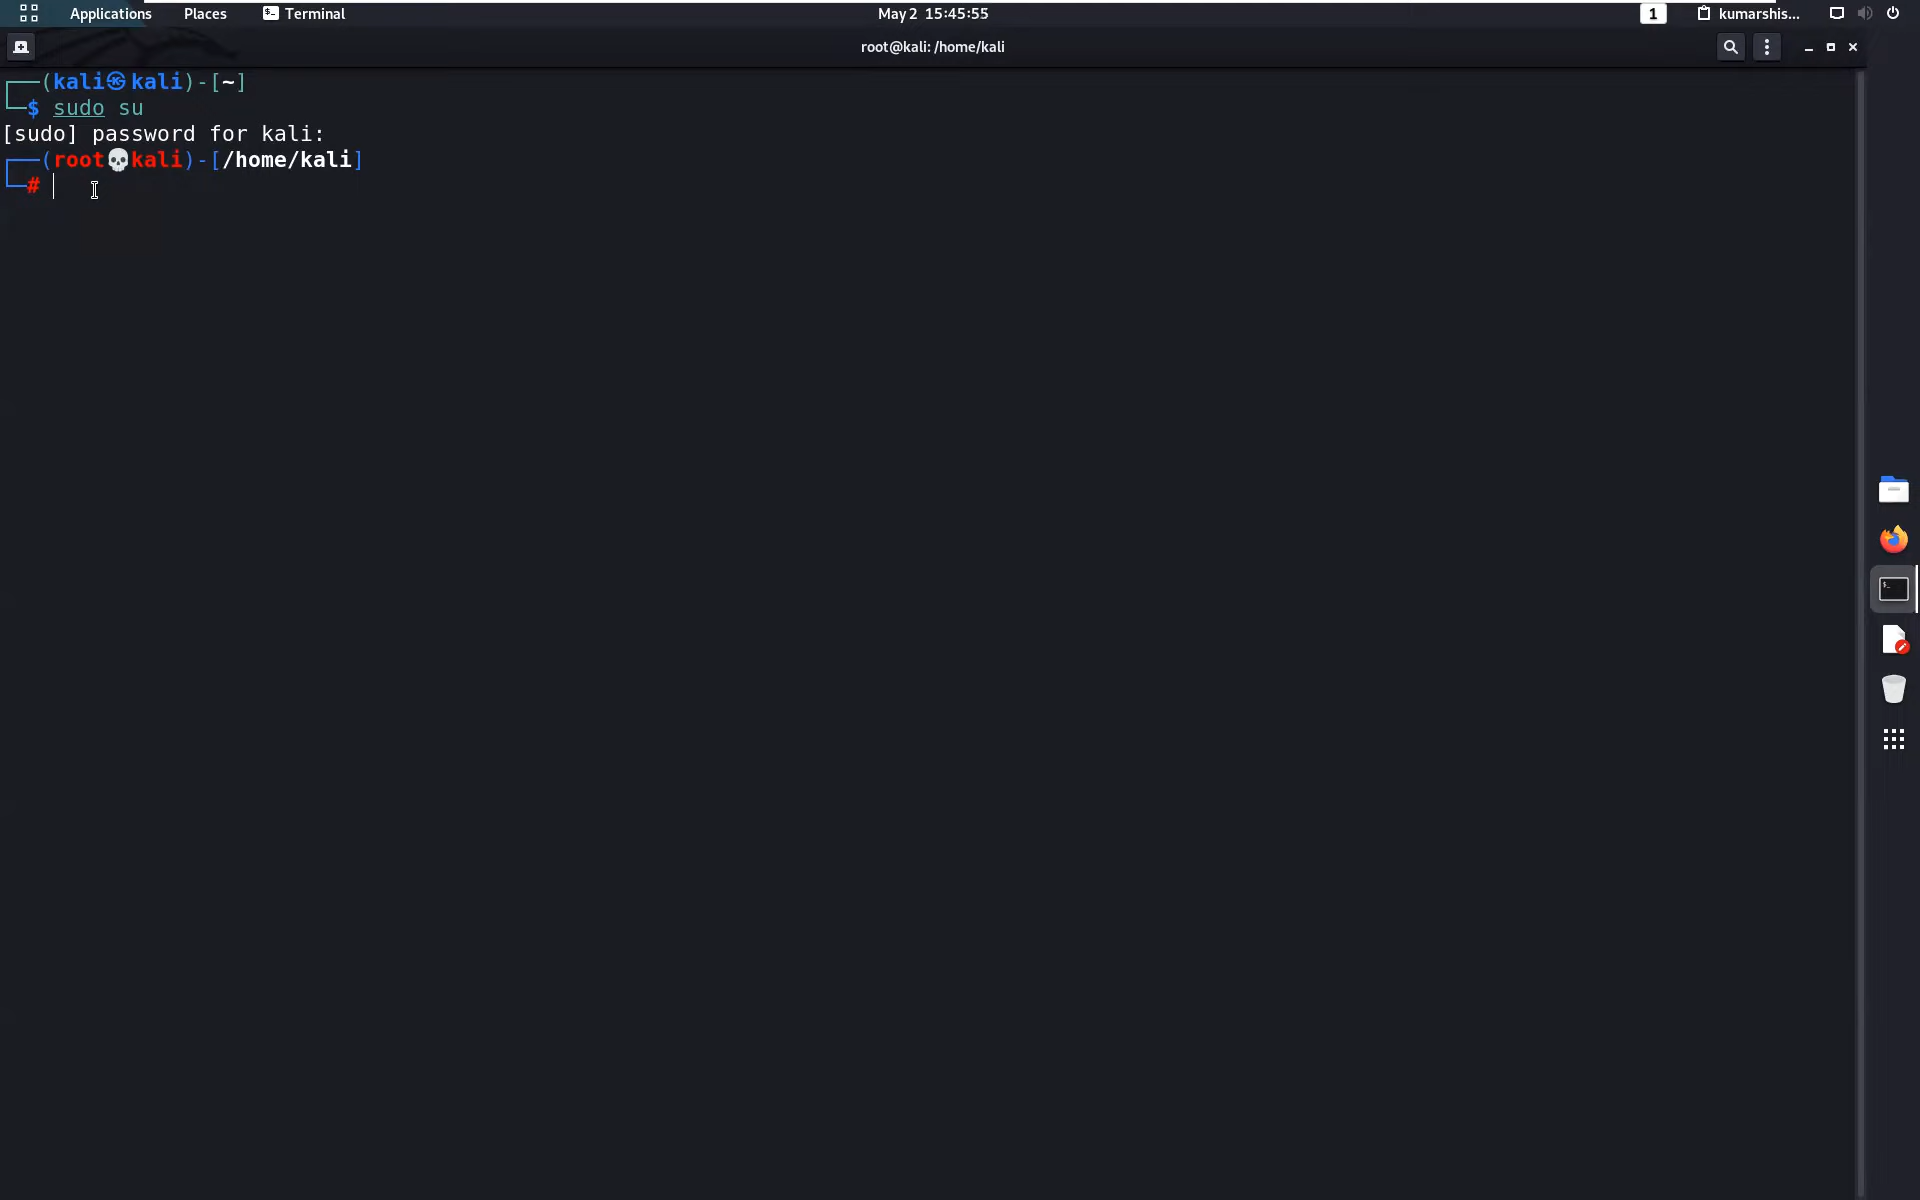 Applications Places Terminal May 2 15:45:55 1 kumarshis...
root@kali: /home/kali
(kali㉿kali)-[~]
$ sudo su
[sudo] password for kali:
(root💀kali)-[/home/kali]
#